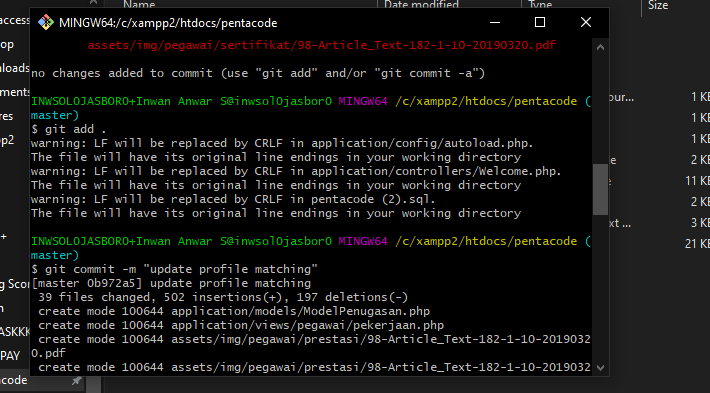 Name
Date modified
Size
MINGW64:/c/xampp2/htdocs/pentacode
assets/img/pegawai/sertifikat/98-Article_Text-182-1-10-20190320.pdf
no changes added to commit (use "git add" and/or "git commit -a")
INWSOLOJASBOR0+Inwan Anwar S@inwsolojasbor0 MINGW64 /c/xampp2/htdocs/pentacode (
master)
$ git add .
warning: LF will be replaced by CRLF in application/config/autoload.php.
The file will have its original line endings in your working directory
warning: LF will be replaced by CRLF in application/controllers/Welcome.php.
The file will have its original line endings in your working directory
warning: LF will be replaced by CRLF in pentacode (2).sql.
The file will have its original line endings in your working directory
INWSOLOJASBOR0+Inwan Anwar S@inwsolojasbor0 MINGW64 /c/xampp2/htdocs/pentacode (
master)
$ git commit -m "update profile matching"
[master 0b972a5] update profile matching
39 files changed, 502 insertions(+), 197 deletions(-)
create mode 100644 application/models/ModelPenugasan.php
create mode 100644 application/views/pegawai/pekerjaan.php
create mode 100644 assets/img/pegawai/prestasi/98-Article_Text-182-1-10-2019032
0.pdf
create mode 100644 assets/img/pegawai/prestasi/98-Article_Text-182-1-10-2019032
access
op
nloads
ments
res
pp2
+
g Scor
n
ASKKK
PAY
acode
our...
1 KB
1 KB
1 KB
e
2 KB
e
11 KB
2 KB
xt ...
3 KB
21 KB